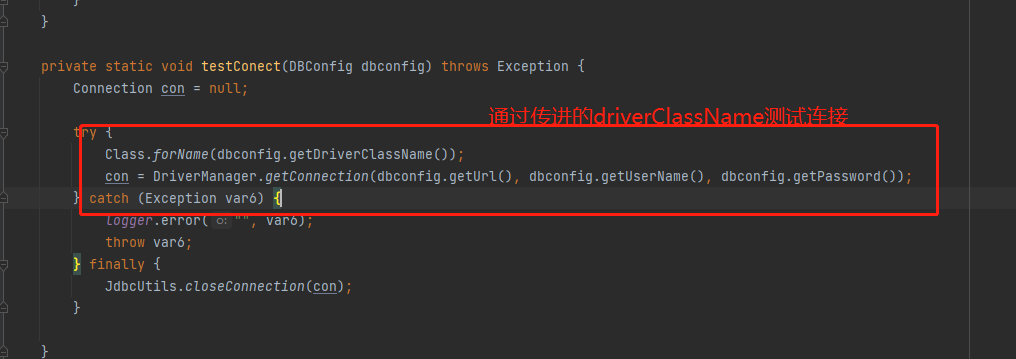 }
}
private static void testConect(DBConfig dbconfig) throws Exception {
Connection con = null;
通过传进的driverClassName测试连接
try {
Class.forName(dbconfig.getDriverClassName());
con = DriverManager.getConnection(dbconfig.getUrl(), dbconfig.getUserName(), dbconfig.getPassword());
} catch (Exception var6) {
logger.error( o: "", var6);
throw var6;
} finally {
JdbcUtils.closeConnection(con);
}
}